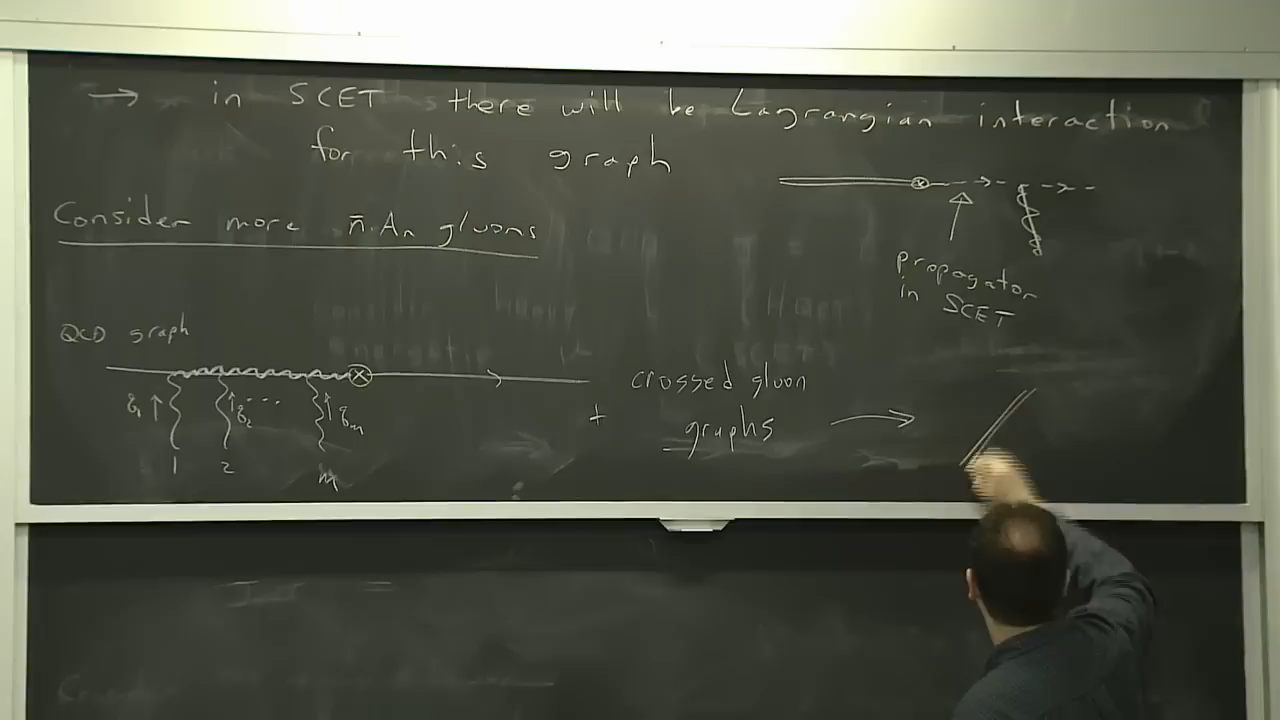 → in SCET there will be Lagrangian interaction
for this graph
Consider more n̄.Aₙ gluons
propagator
in SCET
QCD graph
⊗
q₁ ↑ ↑ q₂ ... ↑ qₘ
1 2 m
+ crossed gluon
graphs →